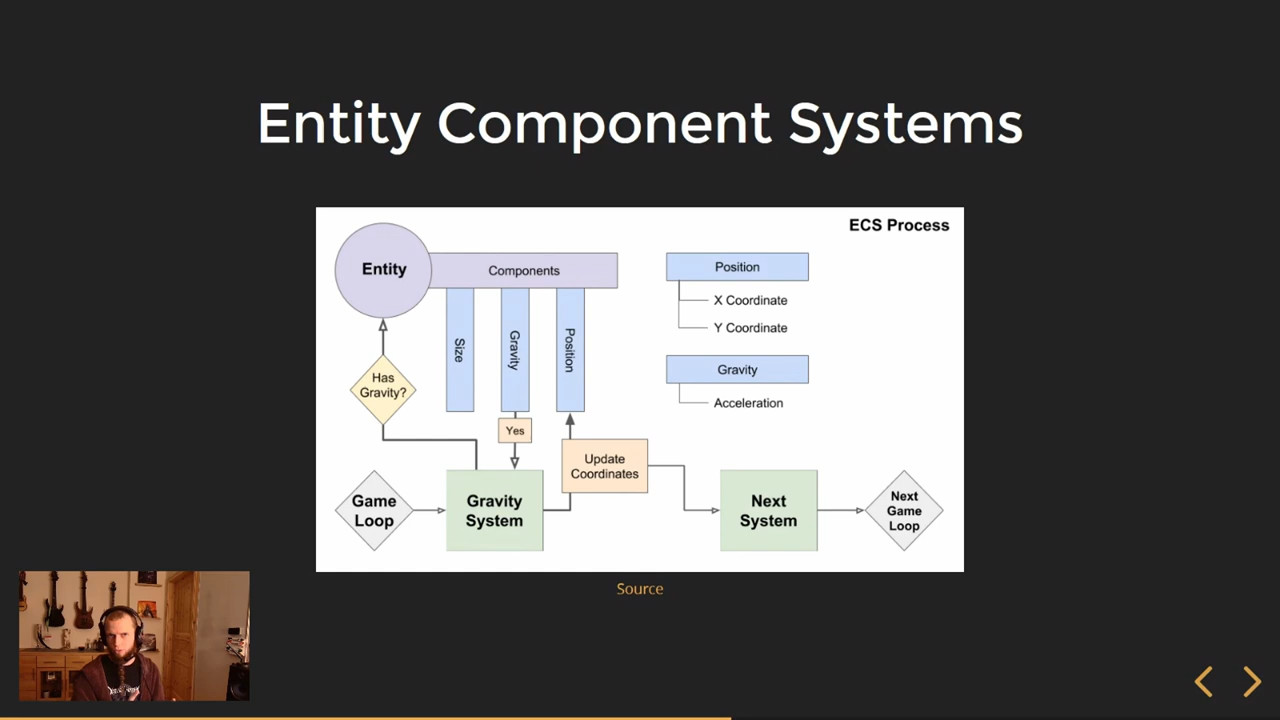 Entity Component Systems
ECS Process
Entity
Components
Size
Gravity
Position
Has
Gravity?
Yes
Update
Coordinates
Game
Loop
Gravity
System
Next
System
Next
Game
Loop
Position
X Coordinate
Y Coordinate
Gravity
Acceleration
Source